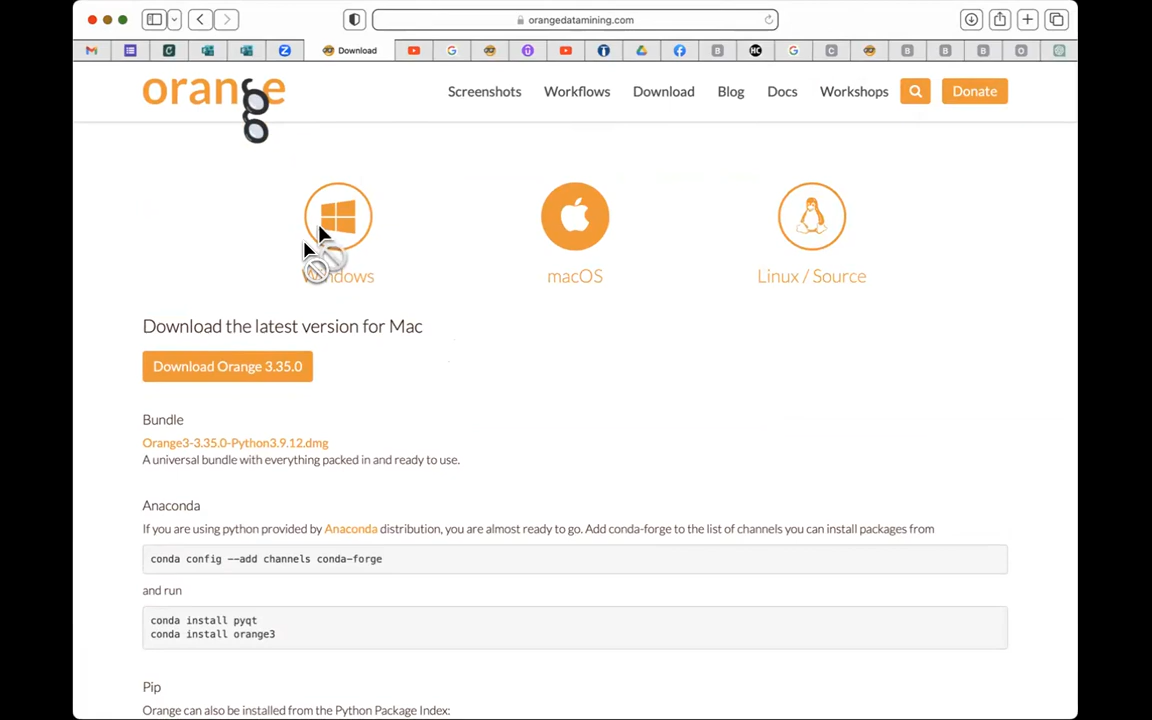 orangedatamining.com
Download
orange
Screenshots
Workflows
Download
Blog
Docs
Workshops
Donate
Windows
macOS
Linux / Source
Download the latest version for Mac
Download Orange 3.35.0
Bundle
Orange3-3.35.0-Python3.9.12.dmg
A universal bundle with everything packed in and ready to use.
Anaconda
If you are using python provided by Anaconda distribution, you are almost ready to go. Add conda-forge to the list of channels you can install packages from
conda config --add channels conda-forge
and run
conda install pyqt
conda install orange3
Pip
Orange can also be installed from the Python Package Index: